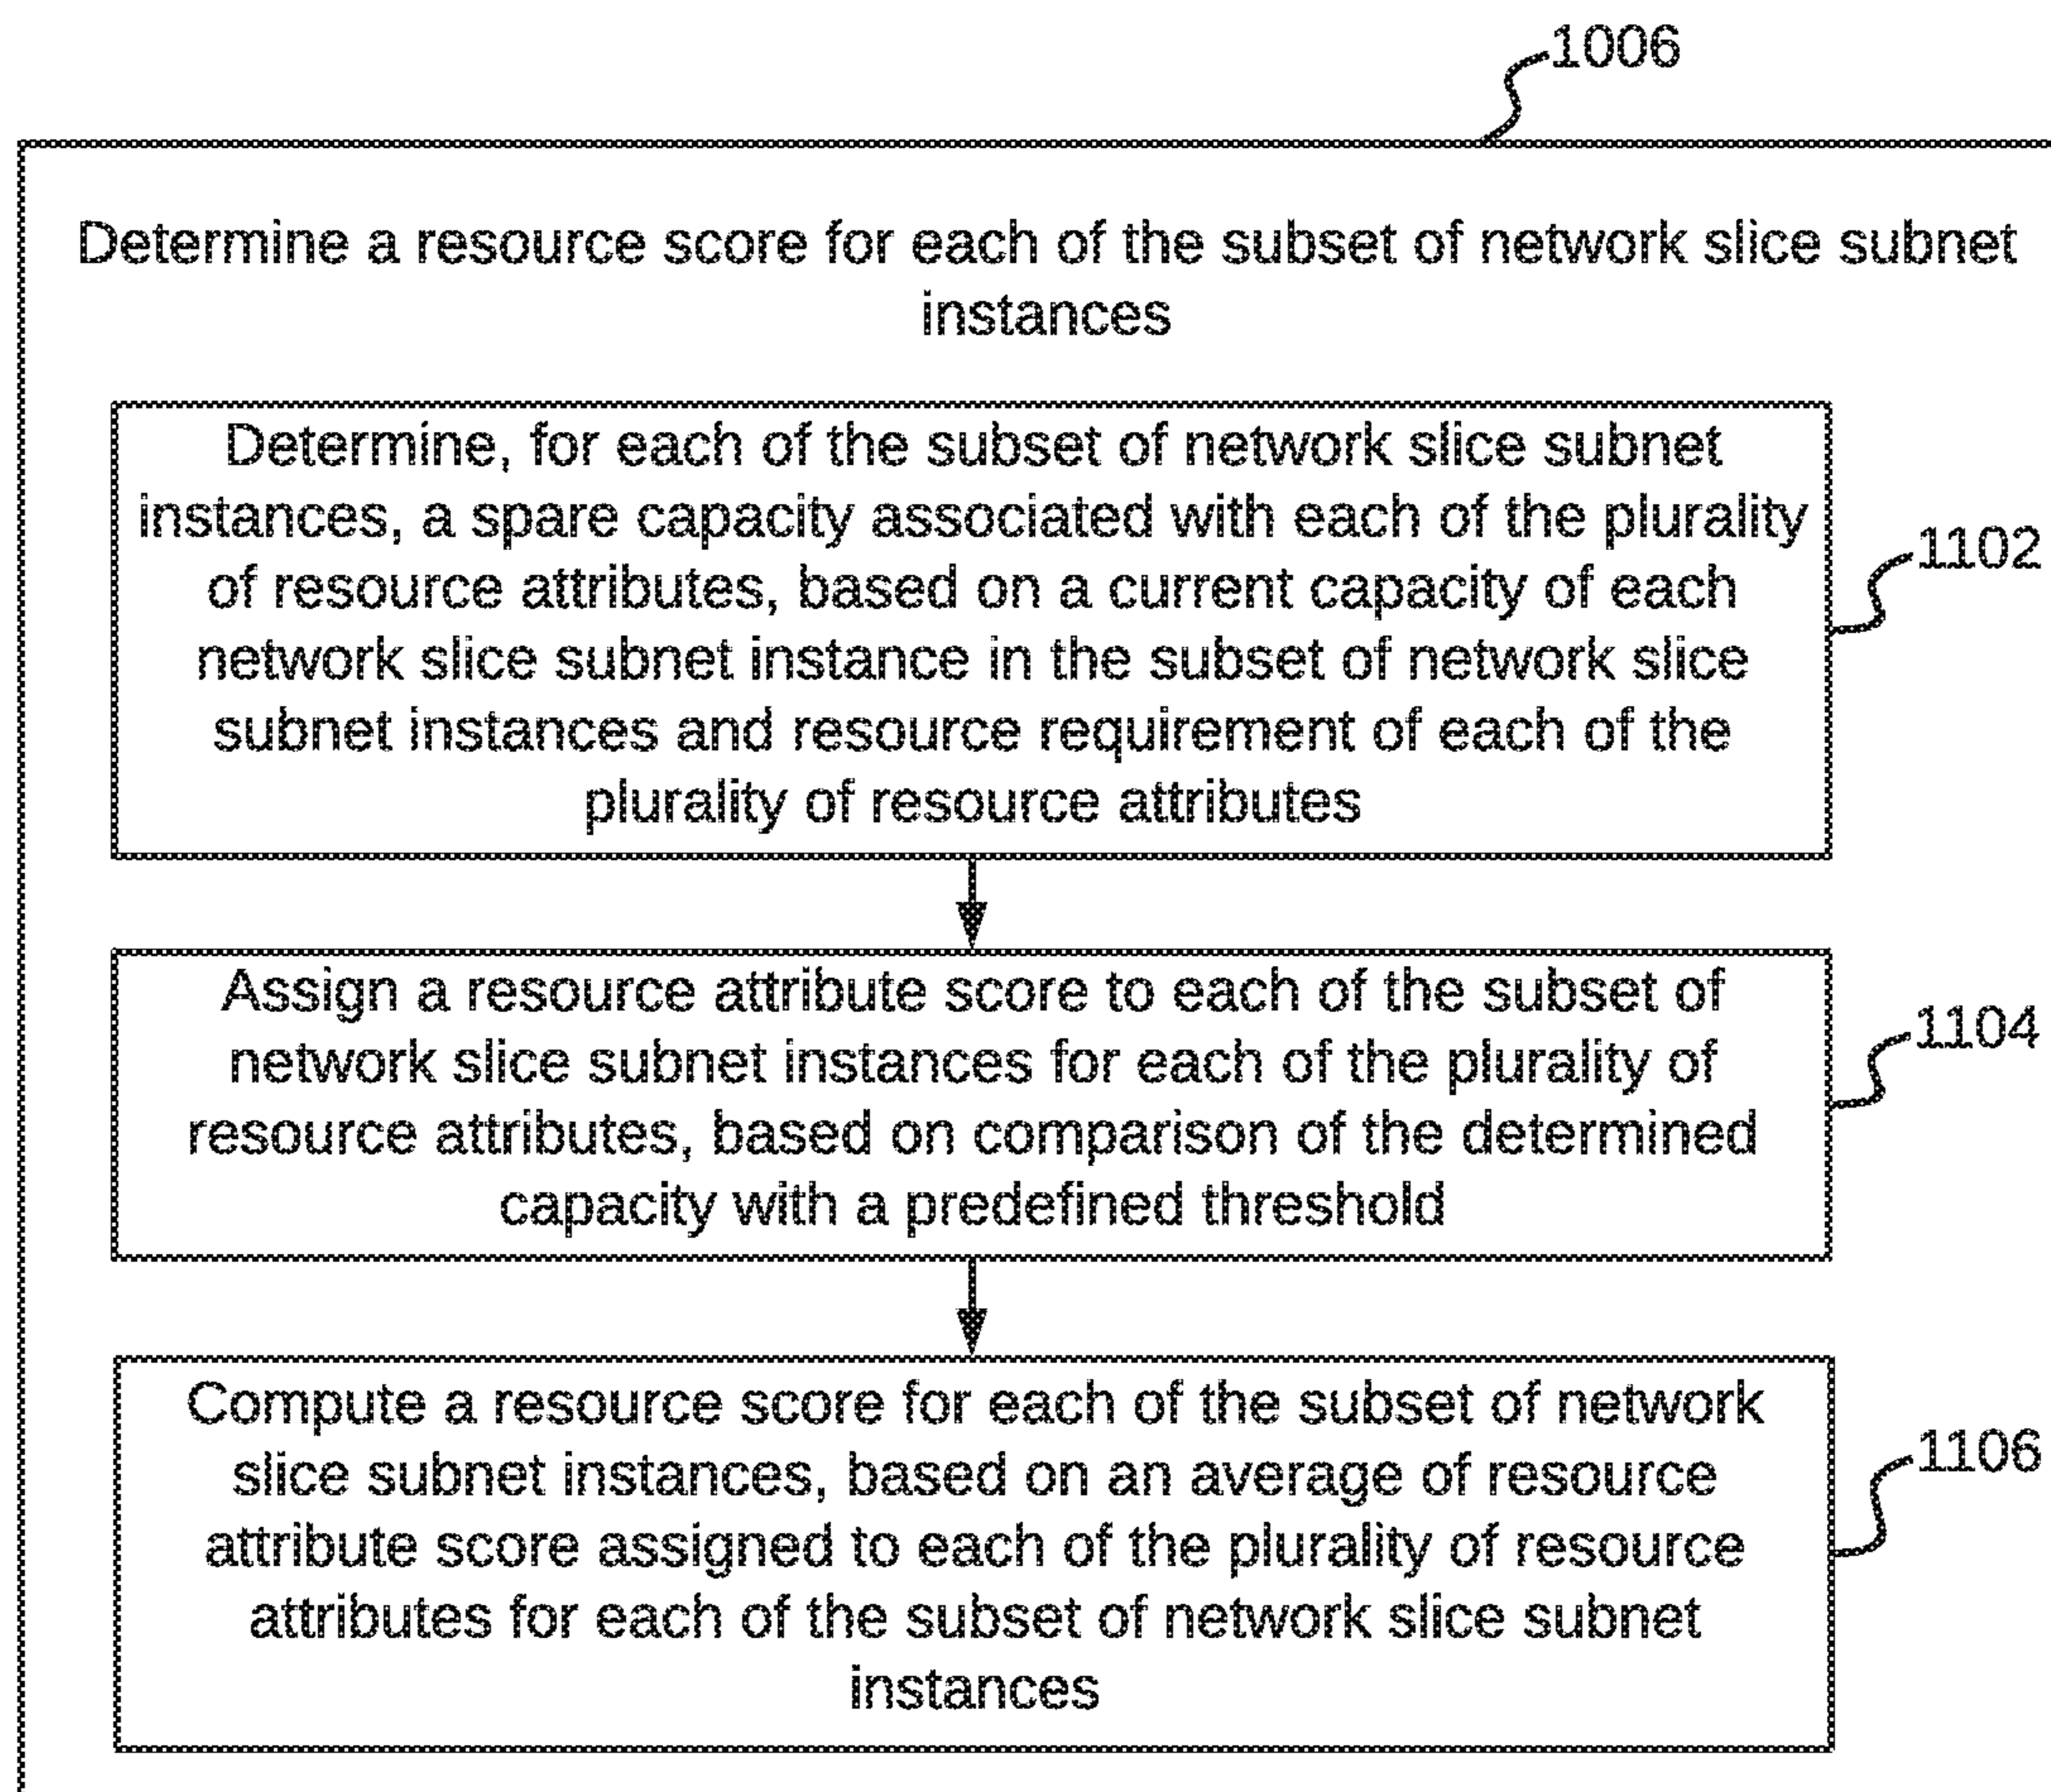 1006
Determine a resource score for each of the subset of network slice subnet
instances
Determine, for each of the subset of network slice subnet
instances, a spare capacity associated with each of the plurality
of resource attributes, based on a current capacity of each
network slice subnet instance in the subset of network slice
subnet instances and resource requirement of each of the
plurality of resource attributes
1102
Assign a resource attribute score to each of the subset of
network slice subnet instances for each of the plurality of
resource attributes, based on comparison of the determined
capacity with a predefined threshold
1104
Compute a resource score for each of the subset of network
slice subnet instances, based on an average of resource
attribute score assigned to each of the plurality of resource
attributes for each of the subset of network slice subnet
instances
1106